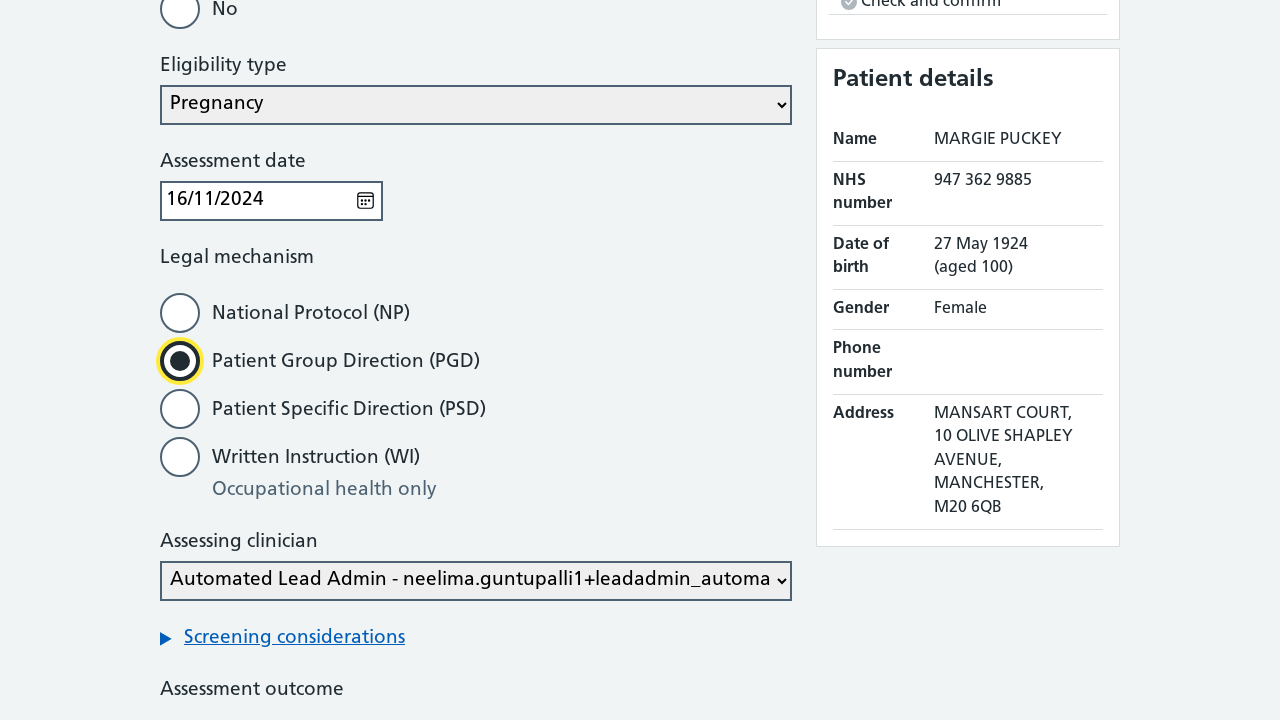 No
Eligibility type
Pregnancy
Assessment date
16/11/2024
Legal mechanism
National Protocol (NP)
Patient Group Direction (PGD)
Patient Specific Direction (PSD)
Written Instruction (WI)
Occupational health only
Assessing clinician
Automated Lead Admin - neelima.guntupalli1+leadadmin_automa
Screening considerations
Assessment outcome
Check and confirm
Patient details
Name MARGIE PUCKEY
NHS number 947 362 9885
Date of birth 27 May 1924 (aged 100)
Gender Female
Phone number
Address MANSART COURT,
10 OLIVE SHAPLEY
AVENUE,
MANCHESTER,
M20 6QB